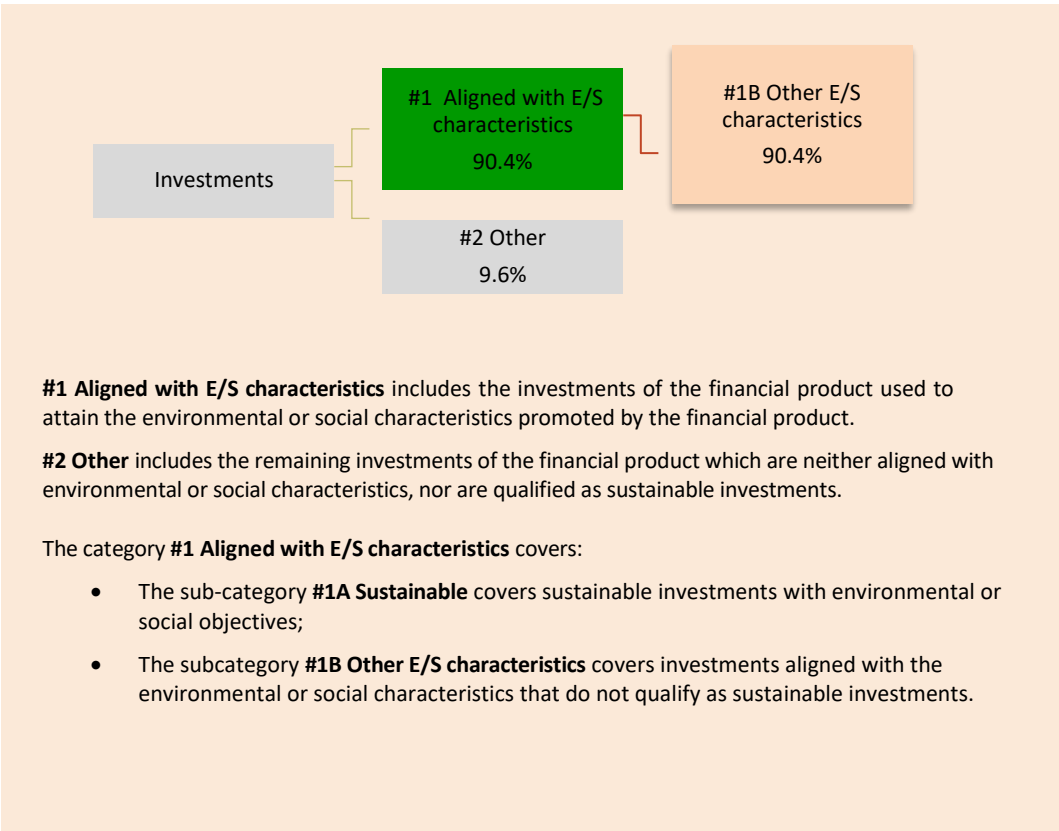 #1 Aligned with E/S
characteristics
90.4%
#1B Other E/S
characteristics
90.4%
Investments
#2 Other
9.6%
#1 Aligned with E/S characteristics includes the investments of the financial product used to
attain the environmental or social characteristics promoted by the financial product.
#2 Other includes the remaining investments of the financial product which are neither aligned with
environmental or social characteristics, nor are qualified as sustainable investments.
The category #1 Aligned with E/S characteristics covers:
• The sub-category #1A Sustainable covers sustainable investments with environmental or
social objectives;
• The subcategory #1B Other E/S characteristics covers investments aligned with the
environmental or social characteristics that do not qualify as sustainable investments.